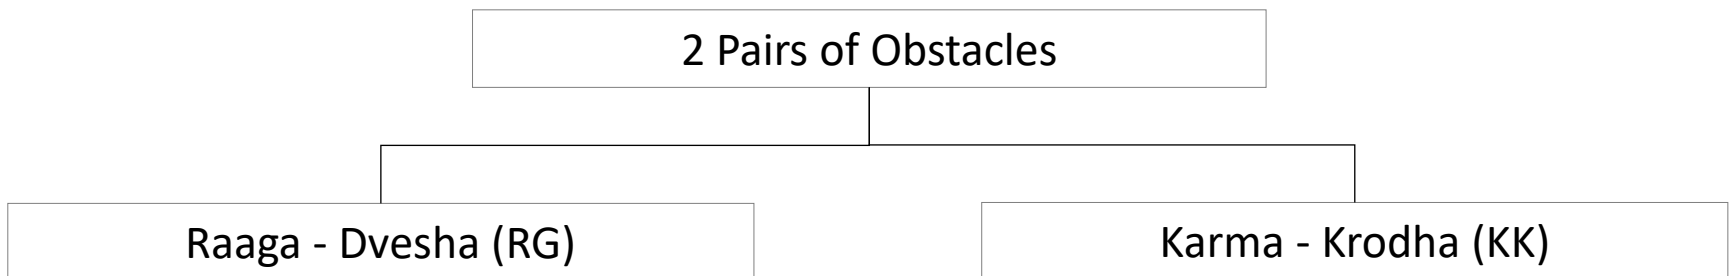 2 Pairs of Obstacles
Raaga - Dvesha (RG)
Karma - Krodha (KK)